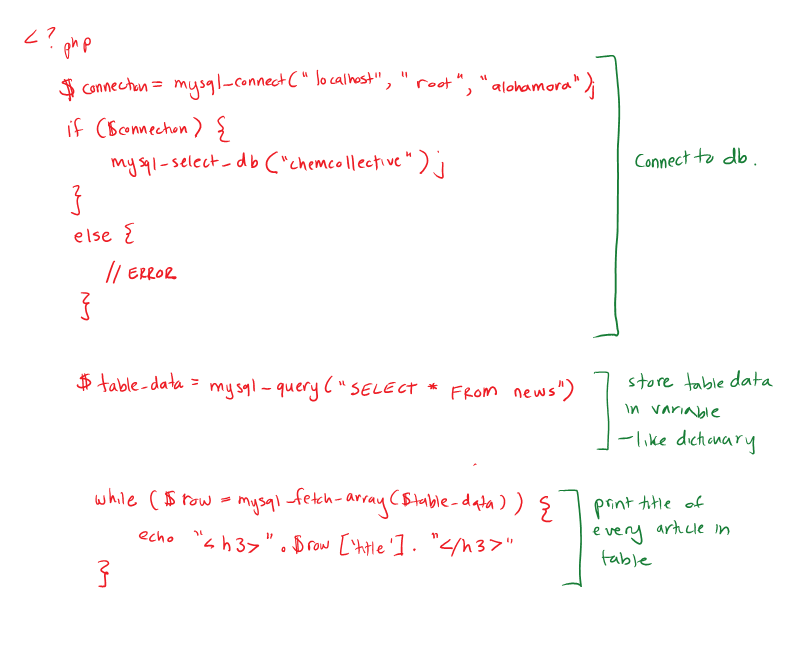 <?php
$connection = mysql_connect("localhost", "root", "alohamora");
if ($connection) {
mysql_select_db("chemcollective");
}
else {
// ERROR
}
Connect to db.
$table_data = mysql_query("SELECT * FROM news")
store table data
in variable
- like dictionary
while ($row = mysql_fetch_array($table_data)) {
echo "<h3>" . $row['title'] . "</h3>"
}
print title of
every article in
table